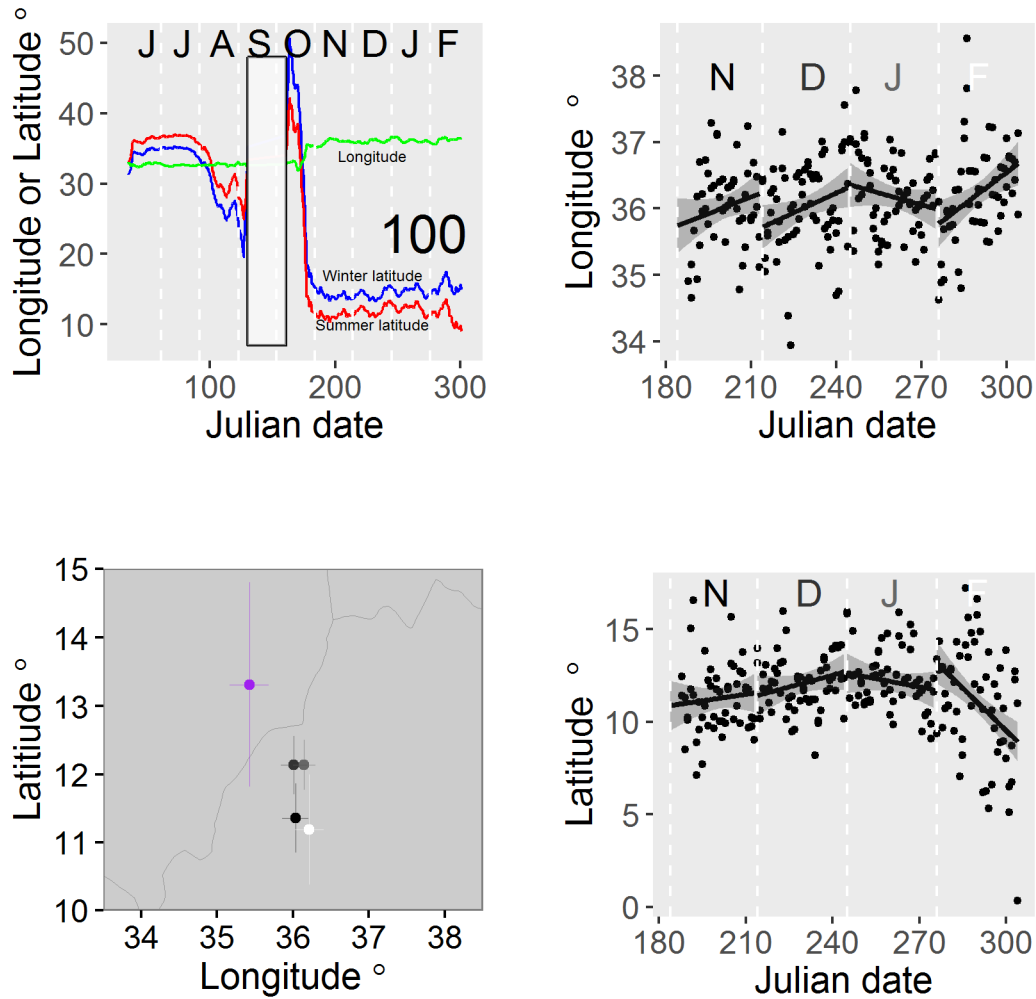 J J A S O N D J F
Longitude or Latitude °
50
40
30
20
10
Longitude
100
Winter latitude
Summer latitude
100 200 300
Julian date
N D J F
Longitude °
38
37
36
35
34
180 210 240 270 300
Julian date
15
14
13
12
11
10
Latitude °
34 35 36 37 38
Longitude °
N D J F
Latitude °
15
10
5
0
180 210 240 270 300
Julian date